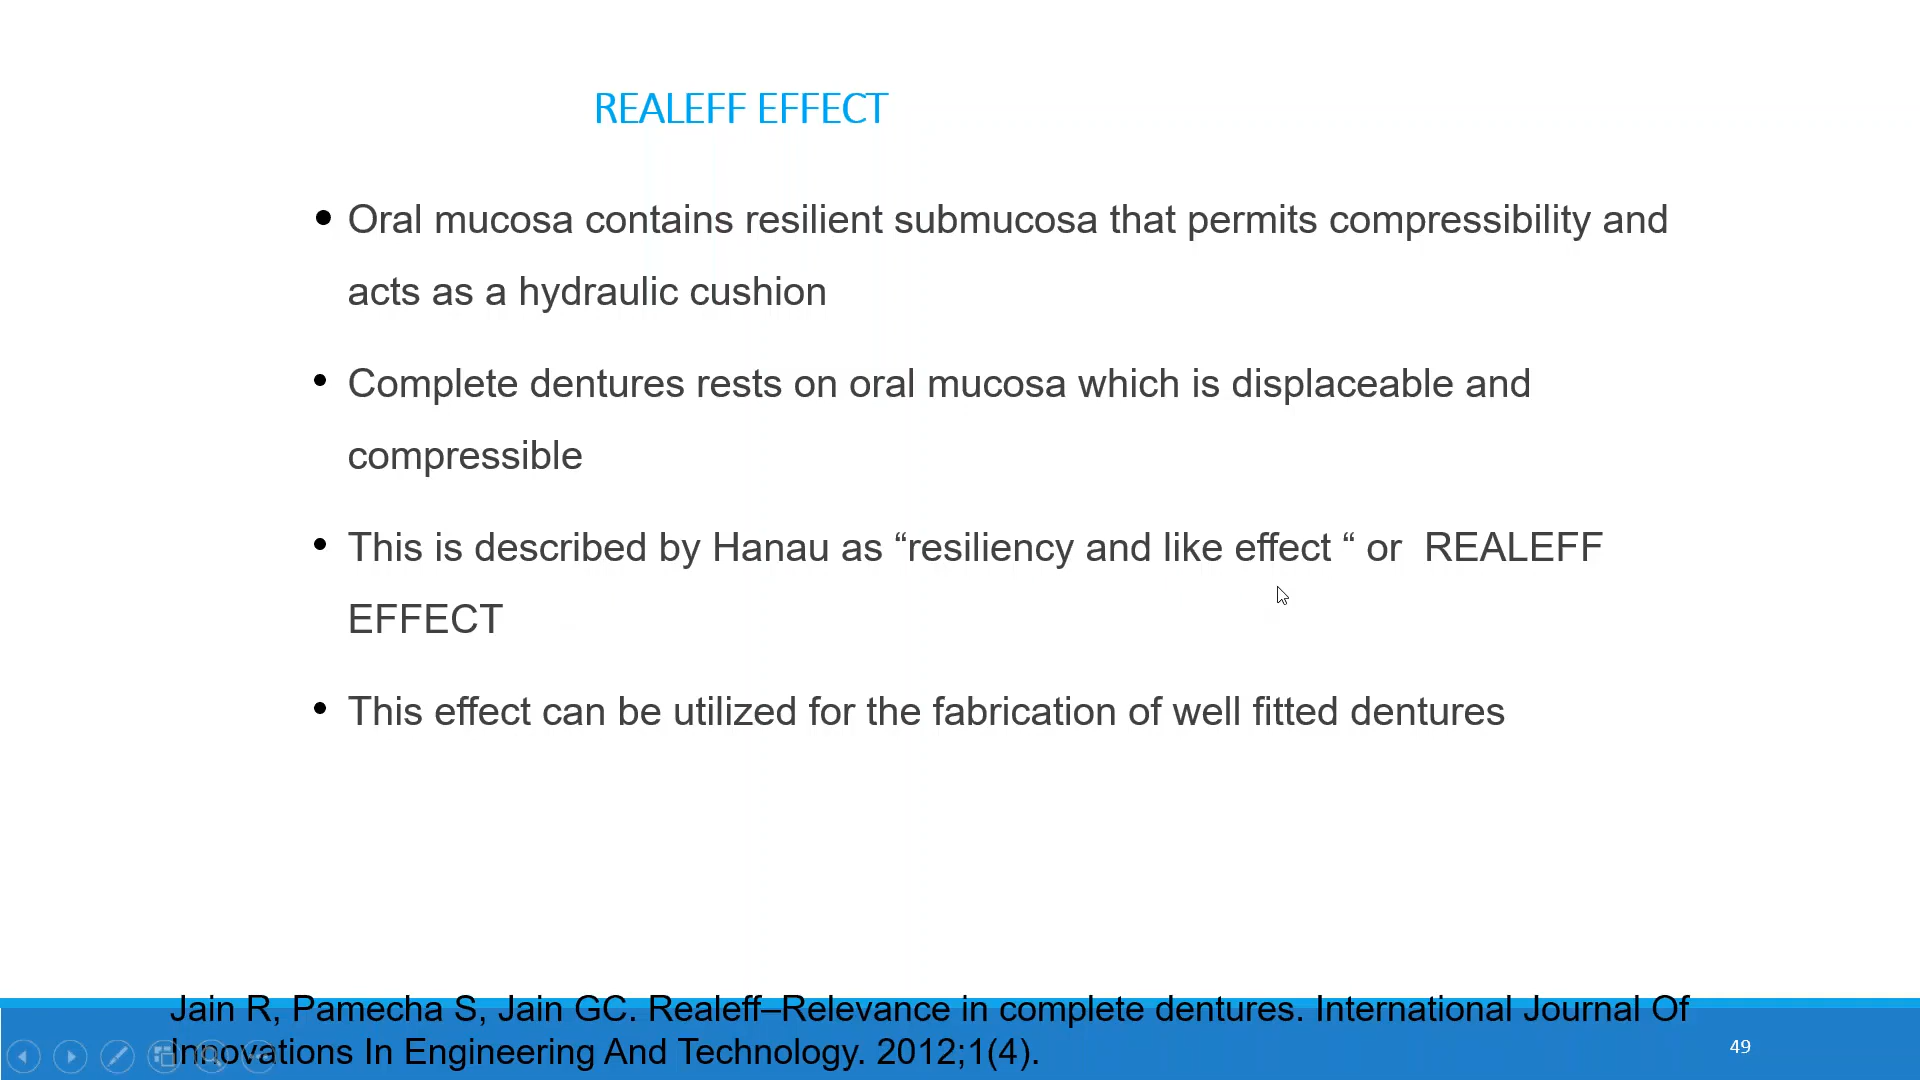 REALEFF EFFECT
• Oral mucosa contains resilient submucosa that permits compressibility and
acts as a hydraulic cushion
• Complete dentures rests on oral mucosa which is displaceable and
compressible
• This is described by Hanau as “resiliency and like effect “ or  REALEFF
EFFECT
• This effect can be utilized for the fabrication of well fitted dentures
Jain R, Pamecha S, Jain GC. Realeff–Relevance in complete dentures. International Journal Of
Innovations In Engineering And Technology. 2012;1(4).
49